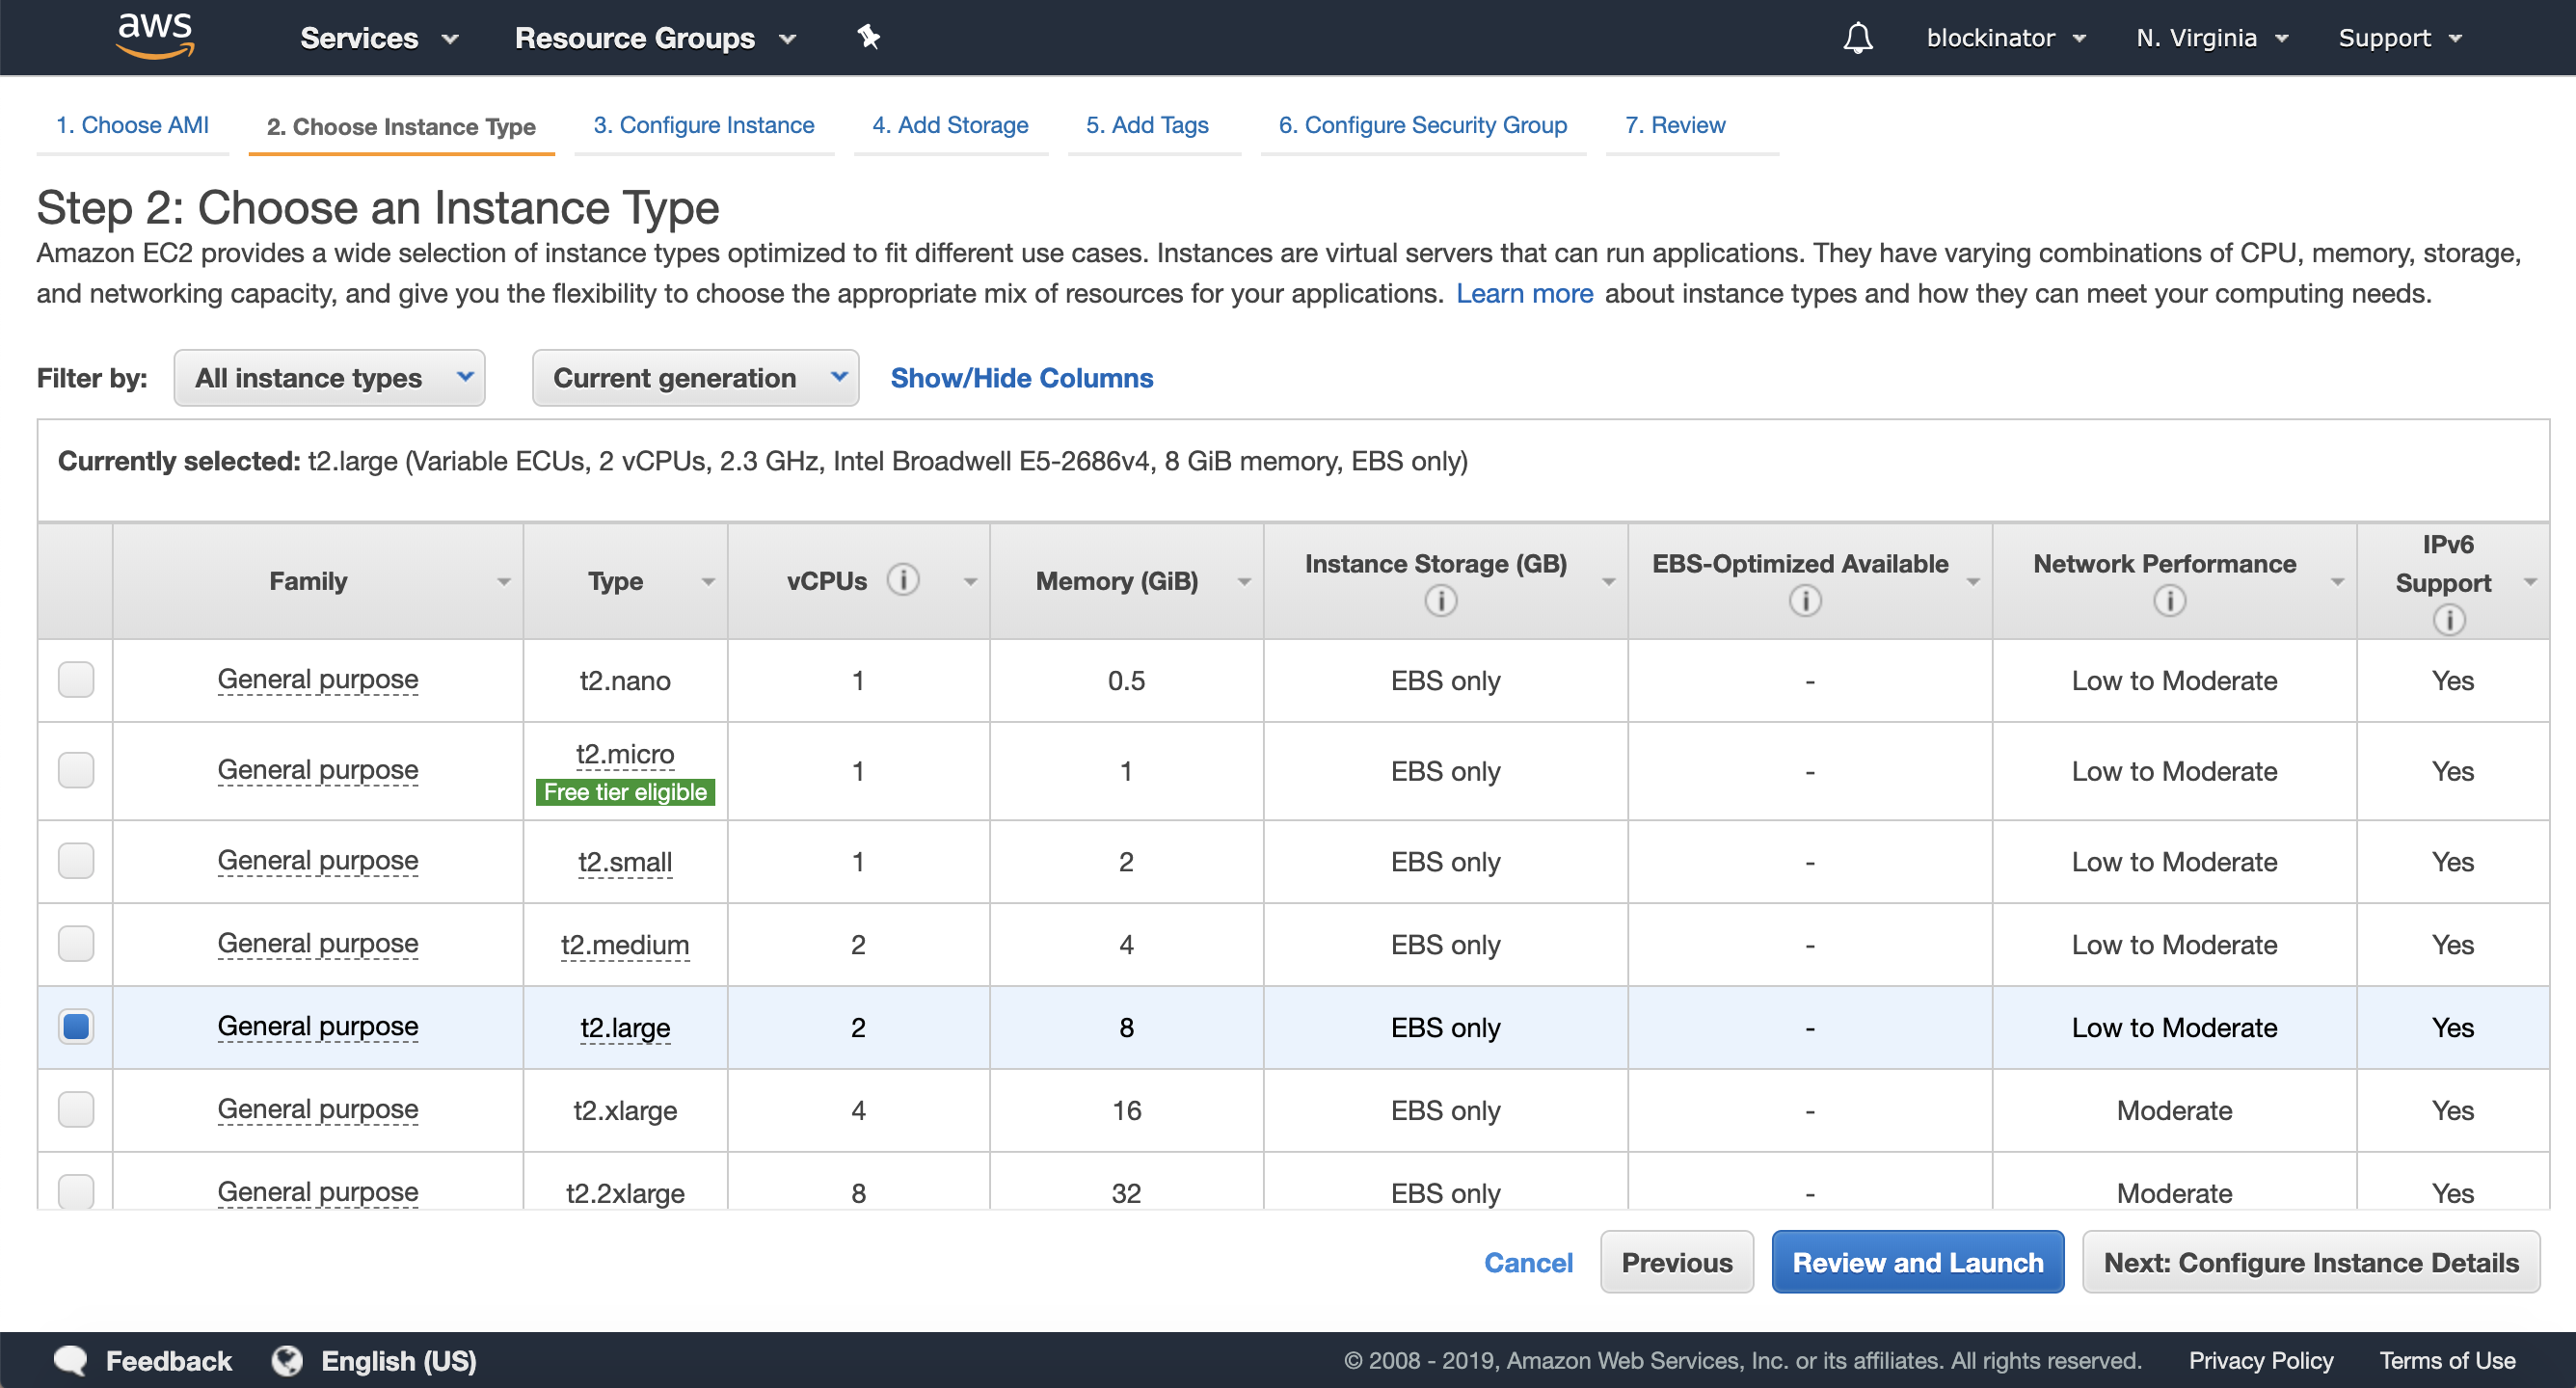 aws Services Resource Groups blockinator N. Virginia Support
1. Choose AMI 2. Choose Instance Type 3. Configure Instance 4. Add Storage 5. Add Tags 6. Configure Security Group 7. Review
Step 2: Choose an Instance Type
Amazon EC2 provides a wide selection of instance types optimized to fit different use cases. Instances are virtual servers that can run applications. They have varying combinations of CPU, memory, storage,
and networking capacity, and give you the flexibility to choose the appropriate mix of resources for your applications. Learn more about instance types and how they can meet your computing needs.
Filter by: All instance types Current generation Show/Hide Columns
Currently selected: t2.large (Variable ECUs, 2 vCPUs, 2.3 GHz, Intel Broadwell E5-2686v4, 8 GiB memory, EBS only)
Family Type vCPUs i Memory (GiB) Instance Storage (GB) i EBS-Optimized Available i Network Performance i IPv6 Support i
General purpose t2.nano 1 0.5 EBS only - Low to Moderate Yes
General purpose t2.micro Free tier eligible 1 1 EBS only - Low to Moderate Yes
General purpose t2.small 1 2 EBS only - Low to Moderate Yes
General purpose t2.medium 2 4 EBS only - Low to Moderate Yes
General purpose t2.large 2 8 EBS only - Low to Moderate Yes
General purpose t2.xlarge 4 16 EBS only - Moderate Yes
General purpose t2.2xlarge 8 32 EBS only - Moderate Yes
Cancel Previous Review and Launch Next: Configure Instance Details
Feedback English (US) © 2008 - 2019, Amazon Web Services, Inc. or its affiliates. All rights reserved. Privacy Policy Terms of Use